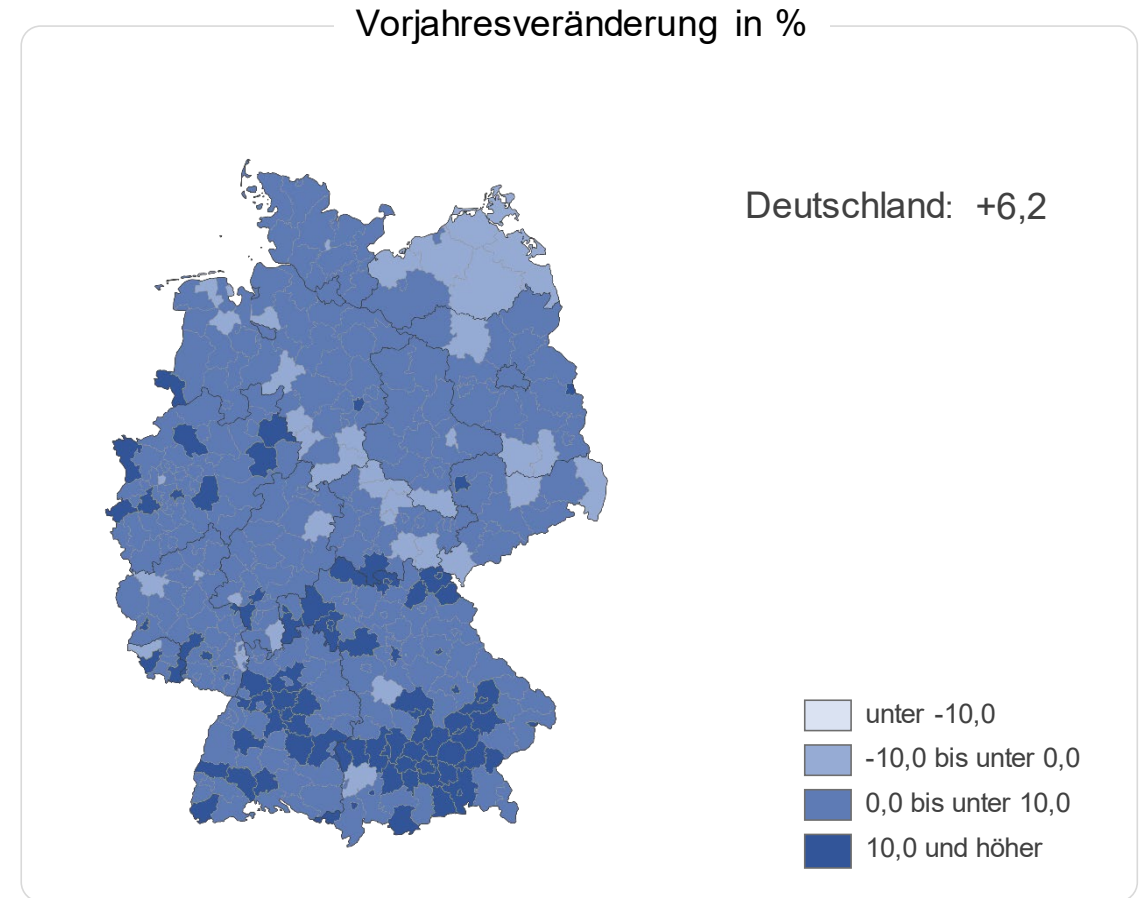 Vorjahresveränderung in %
Deutschland: +6,2
unter -10,0
-10,0 bis unter 0,0
0,0 bis unter 10,0
10,0 und höher